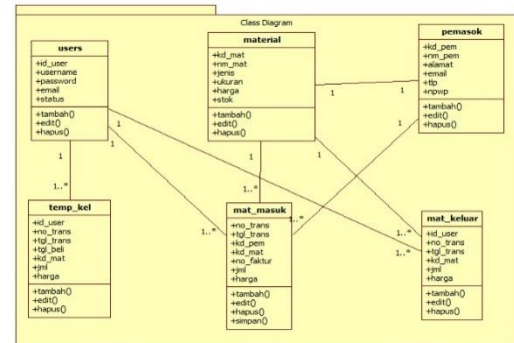 Class Diagram
users
+id_user
+username
+password
+email
+status
+tambah()
+edit()
+hapus()
material
+kd_mat
+nm_mat
+jenis
+ukuran
+harga
+stok
+tambah()
+edit()
+hapus()
pemasok
+kd_pem
+nm_pem
+alamat
+email
+tlp
+npwp
+tambah()
+edit()
+hapus()
1
1
1
1
1
1
1
1
1..*
1..*
1..*
1..*
1..*
1..*
temp_kel
+id_user
+no_trans
+tgl_trans
+tgl_beli
+kd_mat
+jml
+harga
+tambah()
+edit()
+hapus()
mat_masuk
+no_trans
+tgl_trans
+kd_pem
+kd_mat
+no_faktur
+jml
+harga
+tambah()
+edit()
+hapus()
+simpan()
mat_keluar
+id_user
+no_trans
+tgl_trans
+kd_mat
+jml
+harga
+tambah()
+edit()
+hapus()